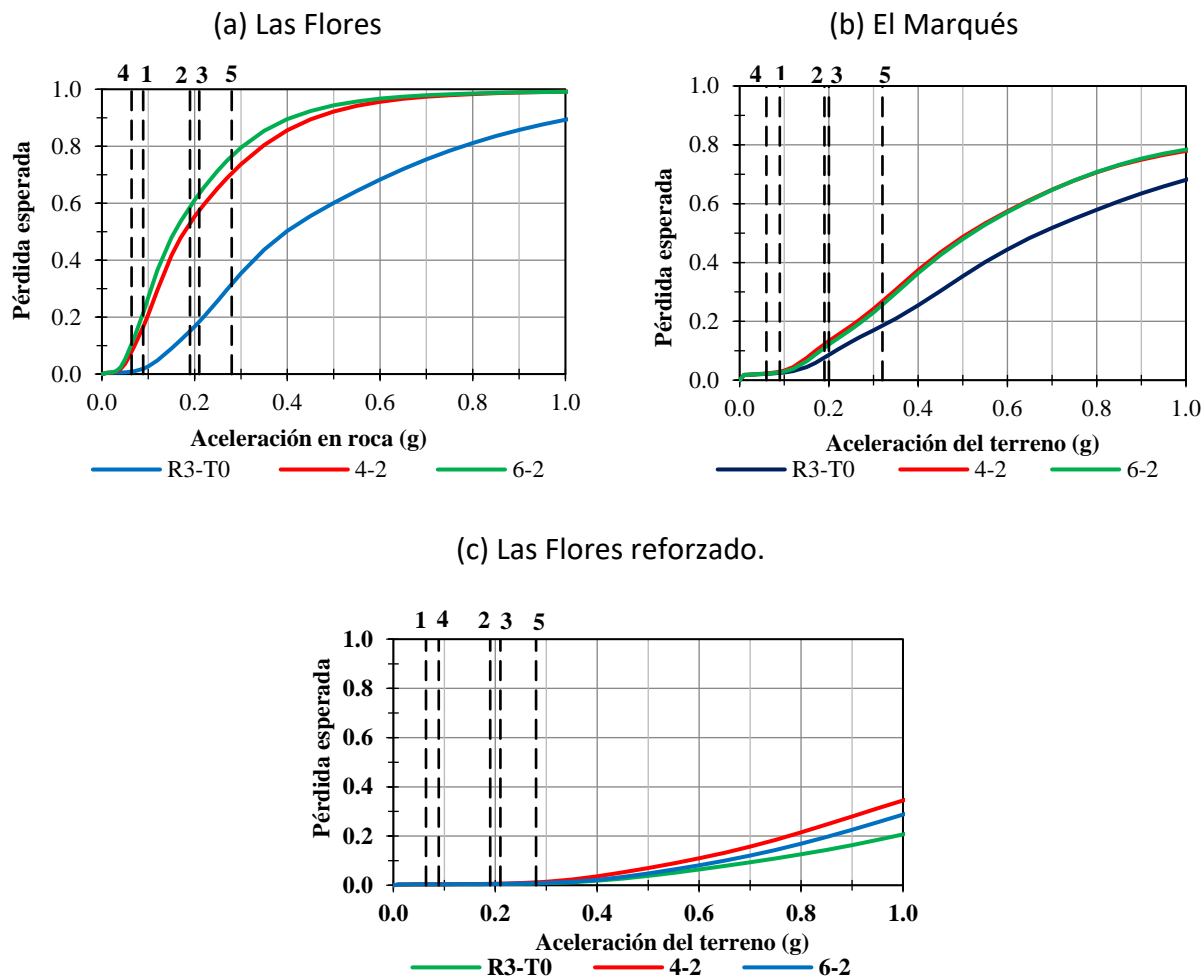 (a) Las Flores
4 1 2 3 5
1.0
0.8
0.6
0.4
0.2
0.0
Pérdida esperada
0.0 0.2 0.4 0.6 0.8 1.0
Aceleración en roca (g)
R3-T0 4-2 6-2
(b) El Marqués
4 1 2 3 5
1.0
0.8
0.6
0.4
0.2
0.0
Pérdida esperada
0.0 0.2 0.4 0.6 0.8 1.0
Aceleración del terreno (g)
R3-T0 4-2 6-2
(c) Las Flores reforzado.
1 4 2 3 5
1.0
0.8
0.6
0.4
0.2
0.0
Pérdida esperada
0.0 0.2 0.4 0.6 0.8 1.0
Aceleración del terreno (g)
R3-T0 4-2 6-2